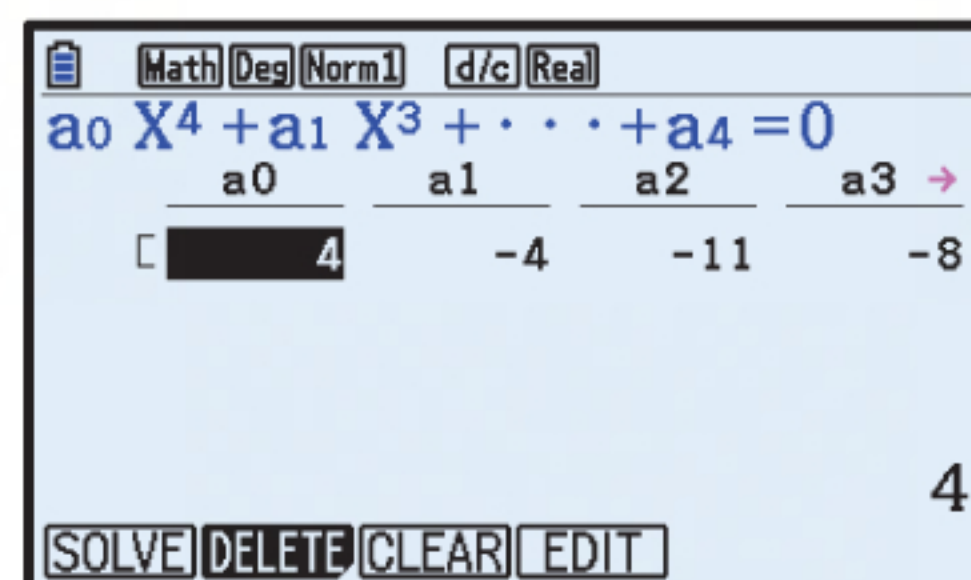 Math Deg Norm1 d/c Real
a₀ X⁴ +a₁ X³ +· · ·+a₄ =0
a0 a1 a2 a3 →
[ 4 -4 -11 -8
4
SOLVE DELETE CLEAR EDIT